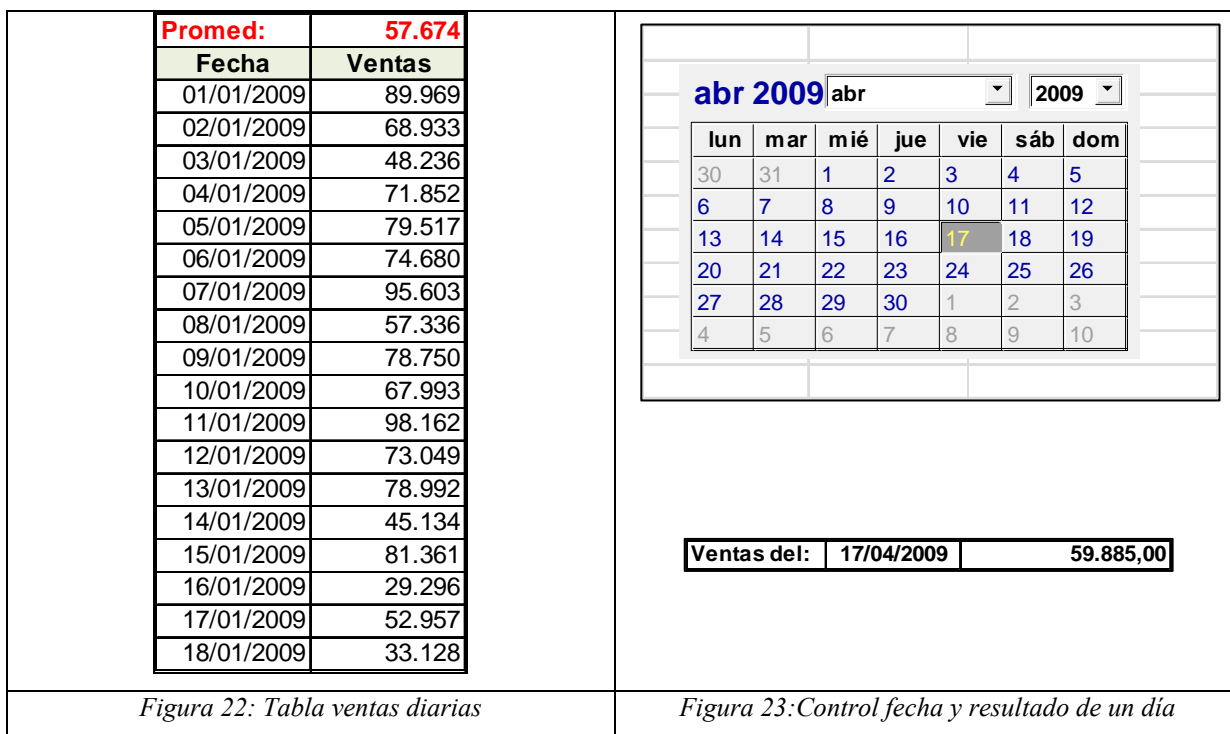 Promed: 57.674
Fecha Ventas
01/01/2009 89.969
02/01/2009 68.933
03/01/2009 48.236
04/01/2009 71.852
05/01/2009 79.517
06/01/2009 74.680
07/01/2009 95.603
08/01/2009 57.336
09/01/2009 78.750
10/01/2009 67.993
11/01/2009 98.162
12/01/2009 73.049
13/01/2009 78.992
14/01/2009 45.134
15/01/2009 81.361
16/01/2009 29.296
17/01/2009 52.957
18/01/2009 33.128
Figura 22: Tabla ventas diarias
abr 2009 abr 2009
lun mar mié jue vie sáb dom
30 31 1 2 3 4 5
6 7 8 9 10 11 12
13 14 15 16 17 18 19
20 21 22 23 24 25 26
27 28 29 30 1 2 3
4 5 6 7 8 9 10
Ventas del: 17/04/2009 59.885,00
Figura 23:Control fecha y resultado de un día